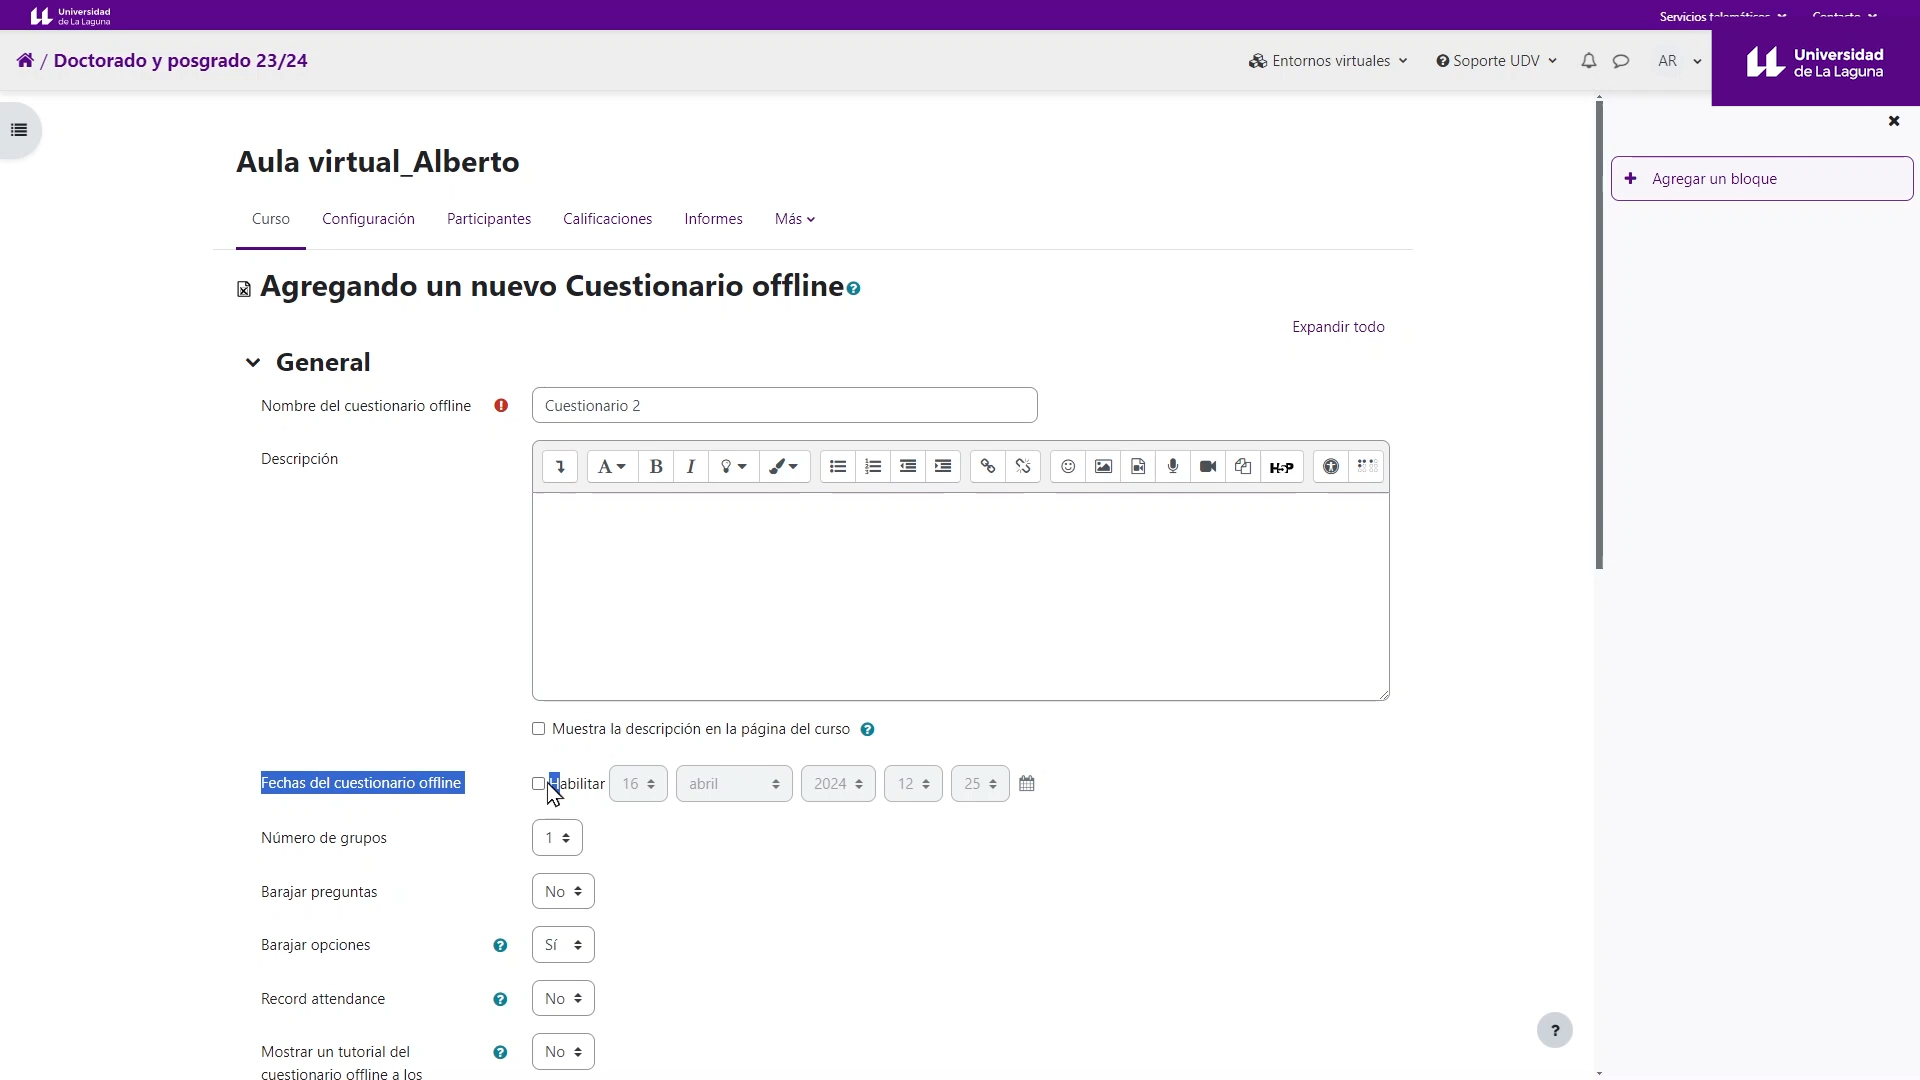 Universidad
de La Laguna
Servicios telemáticos
Contacto
/ Doctorado y posgrado 23/24
Entornos virtuales
Soporte UDV
AR
Universidad
de La Laguna
Agregar un bloque
Aula virtual_Alberto
Curso
Configuración
Participantes
Calificaciones
Informes
Más
Agregando un nuevo Cuestionario offline
Expandir todo
General
Nombre del cuestionario offline
Cuestionario 2
Descripción
A
B
I
H5P
Muestra la descripción en la página del curso
Fechas del cuestionario offline
Habilitar
16
abril
2024
12
25
Número de grupos
1
Barajar preguntas
No
Barajar opciones
Sí
Record attendance
No
Mostrar un tutorial del
cuestionario offline a los
No
?